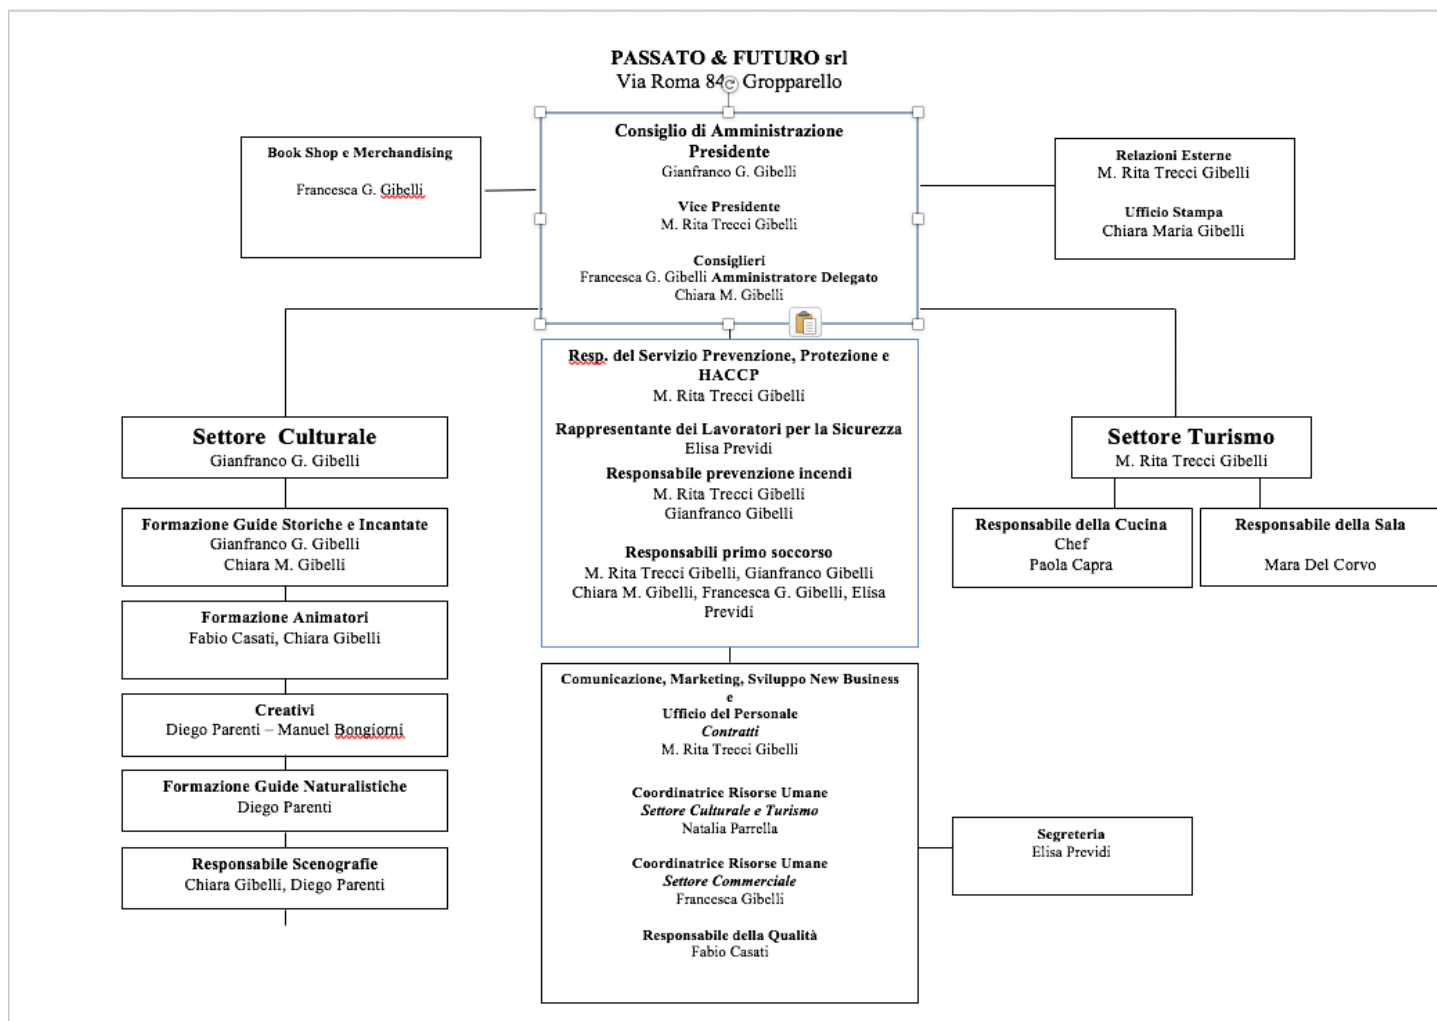 PASSATO & FUTURO srl
Via Roma 84 Gropparello
Book Shop e Merchandising
Francesca G. Gibelli
Consiglio di Amministrazione
Presidente
Gianfranco G. Gibelli
Vice Presidente
M. Rita Trecci Gibelli
Consiglieri
Francesca G. Gibelli Amministratore Delegato
Chiara M. Gibelli
Relazioni Esterne
M. Rita Trecci Gibelli
Ufficio Stampa
Chiara Maria Gibelli
Resp. del Servizio Prevenzione, Protezione e
HACCP
M. Rita Trecci Gibelli
Rappresentante dei Lavoratori per la Sicurezza
Elisa Previdi
Responsabile prevenzione incendi
M. Rita Trecci Gibelli
Gianfranco Gibelli
Responsabili primo soccorso
M. Rita Trecci Gibelli, Gianfranco Gibelli
Chiara M. Gibelli, Francesca G. Gibelli, Elisa
Previdi
Settore Culturale
Gianfranco G. Gibelli
Formazione Guide Storiche e Incantate
Gianfranco G. Gibelli
Chiara M. Gibelli
Formazione Animatori
Fabio Casati, Chiara Gibelli
Creativi
Diego Parenti – Manuel Bongiorni
Formazione Guide Naturalistiche
Diego Parenti
Responsabile Scenografie
Chiara Gibelli, Diego Parenti
Settore Turismo
M. Rita Trecci Gibelli
Responsabile della Cucina
Chef
Paola Capra
Responsabile della Sala
Mara Del Corvo
Comunicazione, Marketing, Sviluppo New Business
e
Ufficio del Personale
Contratti
M. Rita Trecci Gibelli
Coordinatrice Risorse Umane
Settore Culturale e Turismo
Natalia Parrella
Coordinatrice Risorse Umane
Settore Commerciale
Francesca Gibelli
Responsabile della Qualità
Fabio Casati
Segreteria
Elisa Previdi